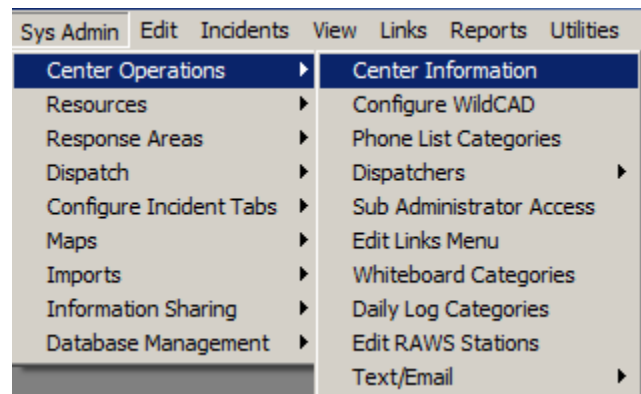 Sys Admin Edit Incidents View Links Reports Utilities
Center Operations
Resources
Response Areas
Dispatch
Configure Incident Tabs
Maps
Imports
Information Sharing
Database Management
Center Information
Configure WildCAD
Phone List Categories
Dispatchers
Sub Administrator Access
Edit Links Menu
Whiteboard Categories
Daily Log Categories
Edit RAWS Stations
Text/Email